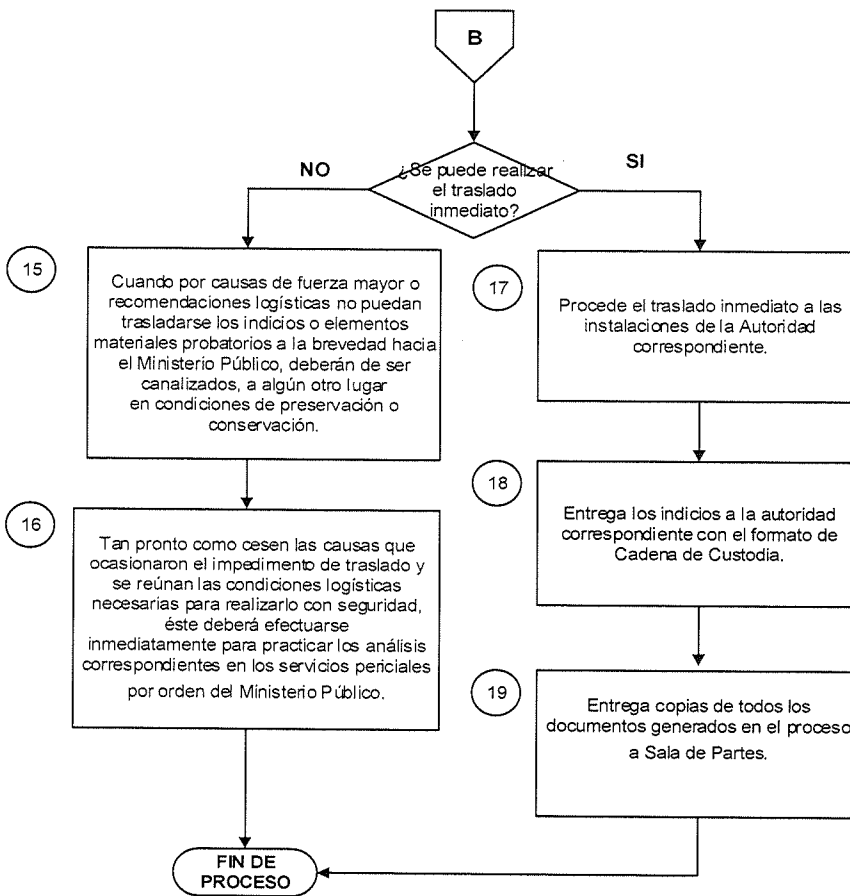 B
¿Se puede realizar
el traslado
inmediato?
NO
SI
15
Cuando por causas de fuerza mayor o
recomendaciones logísticas no puedan
trasladarse los indicios o elementos
materiales probatorios a la brevedad hacia
el Ministerio Público, deberán de ser
canalizados, a algún otro lugar
en condiciones de preservación o
conservación.
16
Tan pronto como cesen las causas que
ocasionaron el impedimento de traslado y
se reúnan las condiciones logísticas
necesarias para realizarlo con seguridad,
éste deberá efectuarse
inmediatamente para practicar los análisis
correspondientes en los servicios periciales
por orden del Ministerio Público.
17
Procede el traslado inmediato a las
instalaciones de la Autoridad
correspondiente.
18
Entrega los indicios a la autoridad
correspondiente con el formato de
Cadena de Custodia.
19
Entrega copias de todos los
documentos generados en el proceso
a Sala de Partes.
FIN DE
PROCESO